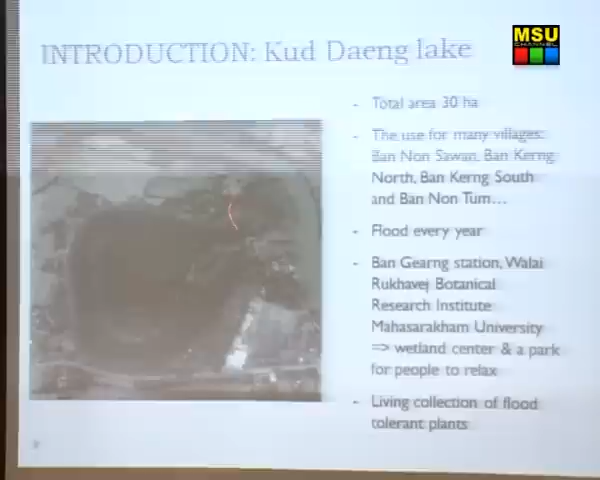 INTRODUCTION: Kud Daeng lake
MSU
CHANNEL
- Total area 30 ha
- The use for many villages:
Ban Non Sawan, Ban Kerng
North, Ban Kerng South
and Ban Non Tum...
- Flood every year
- Ban Gearng station, Walai
Rukhavej Botanical
Research Institute
Mahasarakham University
=> wetland center & a park
for people to relax
- Living collection of flood
tolerant plants